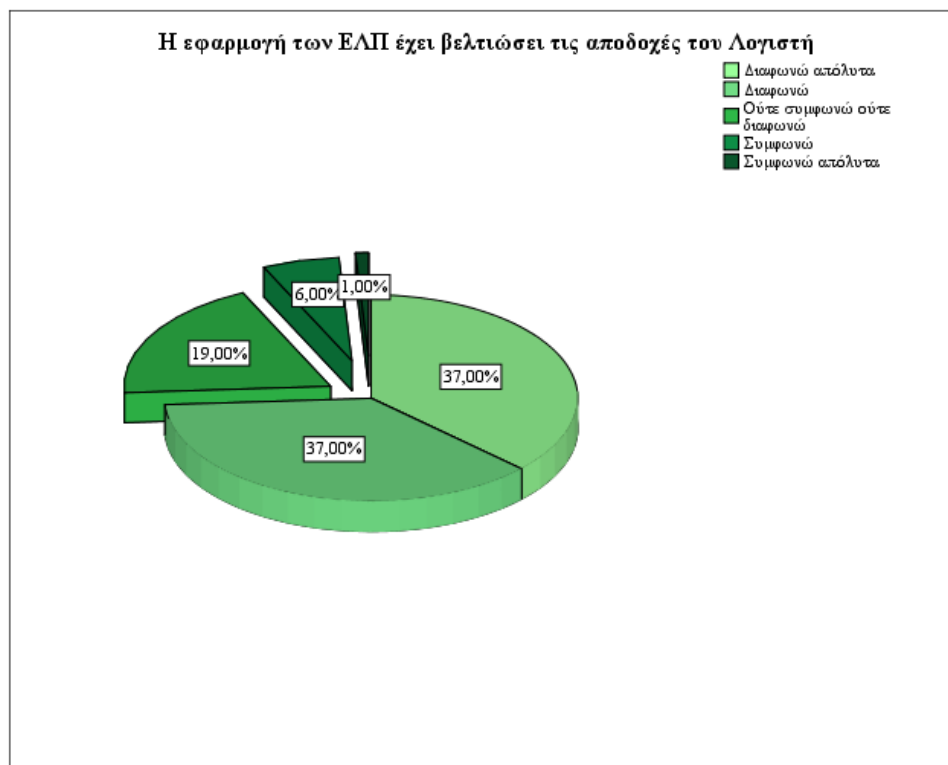 Η εφαρμογή των ΕΛΠ έχει βελτιώσει τις αποδοχές του Λογιστή
Διαφωνώ απόλυτα
Διαφωνώ
Ούτε συμφωνώ ούτε
διαφωνώ
Συμφωνώ
Συμφωνώ απόλυτα
6,00%
1,00%
19,00%
37,00%
37,00%